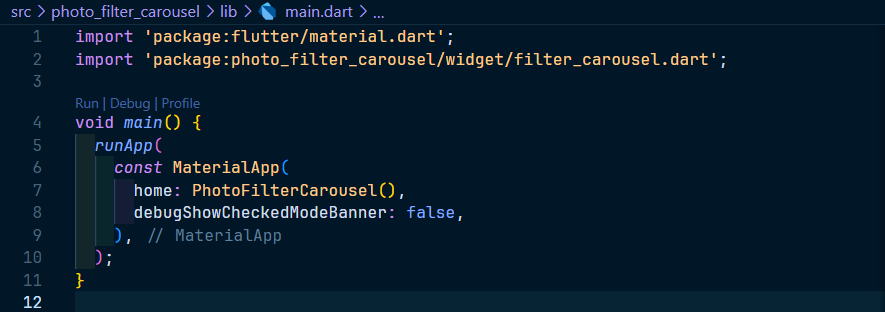 src > photo_filter_carousel > lib > main.dart > ...
1 import 'package:flutter/material.dart';
2 import 'package:photo_filter_carousel/widget/filter_carousel.dart';
3
Run | Debug | Profile
4 void main() {
5   runApp(
6     const MaterialApp(
7       home: PhotoFilterCarousel(),
8       debugShowCheckedModeBanner: false,
9     ), // MaterialApp
10   );
11 }
12